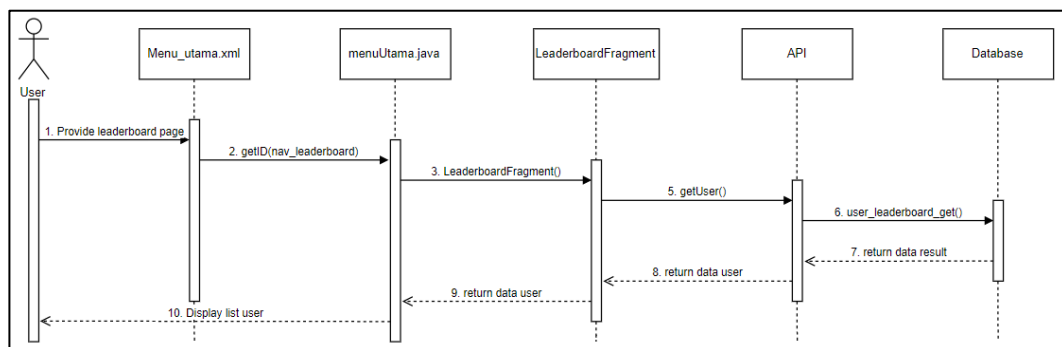 User
Menu_utama.xml
menuUtama.java
LeaderboardFragment
API
Database
1. Provide leaderboard page
2. getID(nav_leaderboard)
3. LeaderboardFragment()
5. getUser()
6. user_leaderboard_get()
7. return data result
8. return data user
9. return data user
10. Display list user